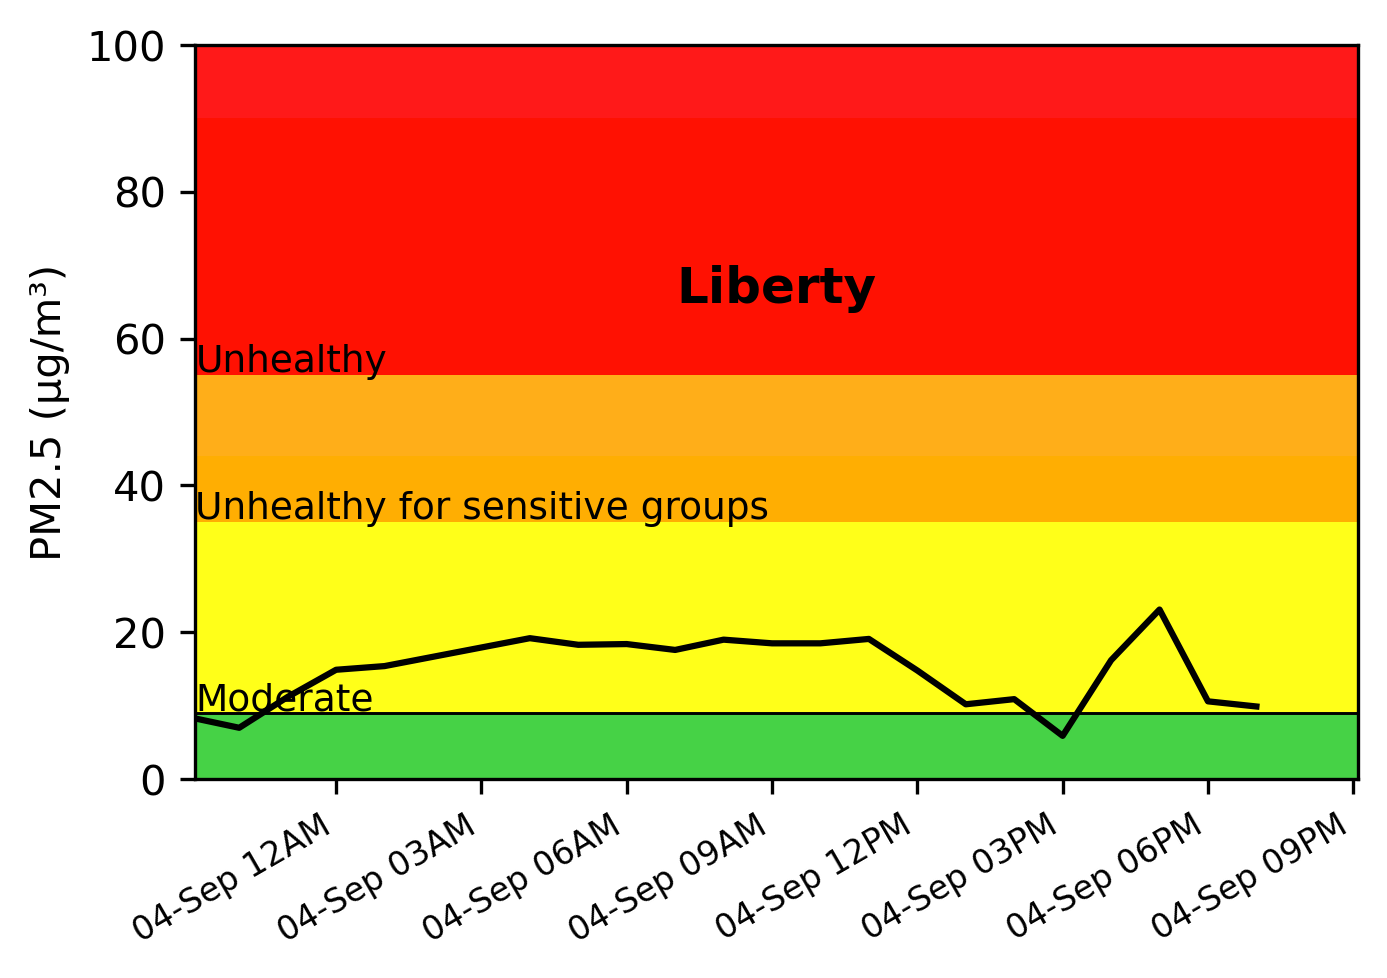 100
80
60
40
20
0
PM2.5 (µg/m³)
Liberty
Unhealthy
Unhealthy for sensitive groups
Moderate
04-Sep 12AM
04-Sep 03AM
04-Sep 06AM
04-Sep 09AM
04-Sep 12PM
04-Sep 03PM
04-Sep 06PM
04-Sep 09PM